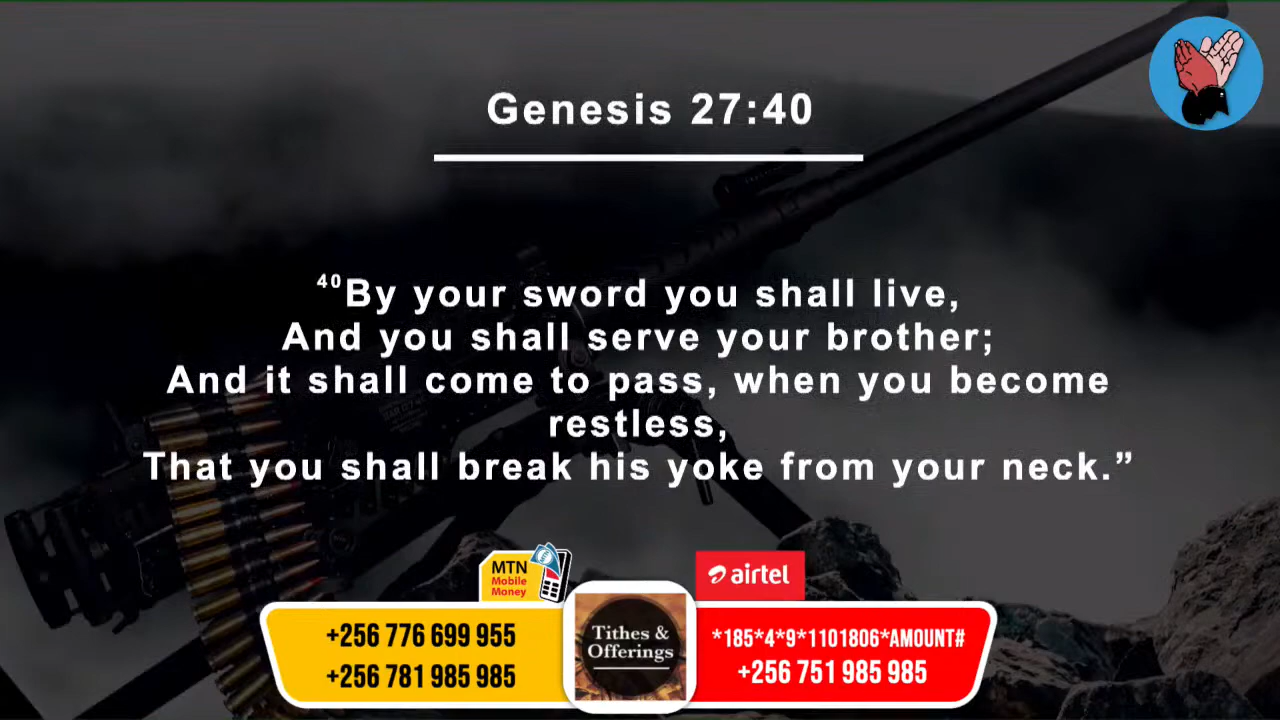 Genesis 27:40
40By your sword you shall live,
And you shall serve your brother;
And it shall come to pass, when you become
restless,
That you shall break his yoke from your neck.”
MTN
Mobile
Money
airtel
+256 776 699 955
+256 781 985 985
Tithes &
Offerings
*185*4*9*1101806*AMOUNT#
+256 751 985 985